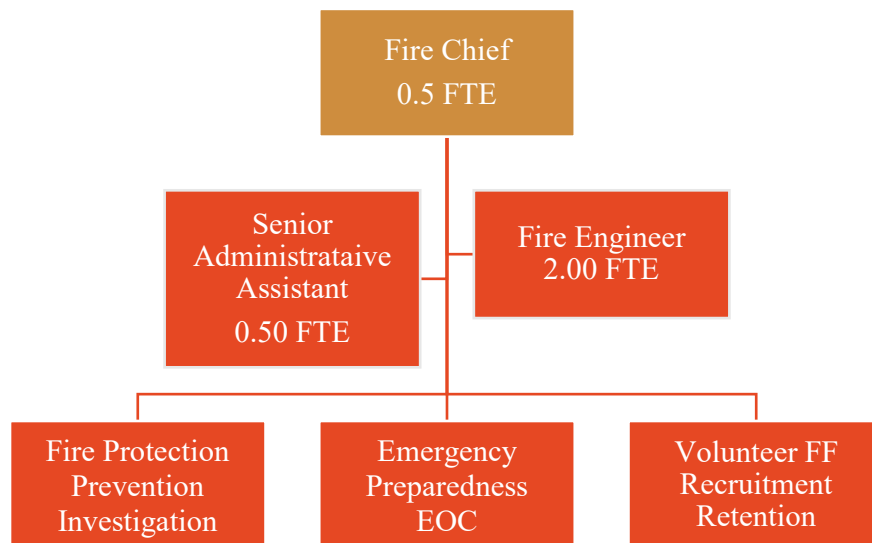 Fire Chief
0.5 FTE
Senior
Administrataive
Assistant
0.50 FTE
Fire Engineer
2.00 FTE
Fire Protection
Prevention
Investigation
Emergency
Preparedness
EOC
Volunteer FF
Recruitment
Retention